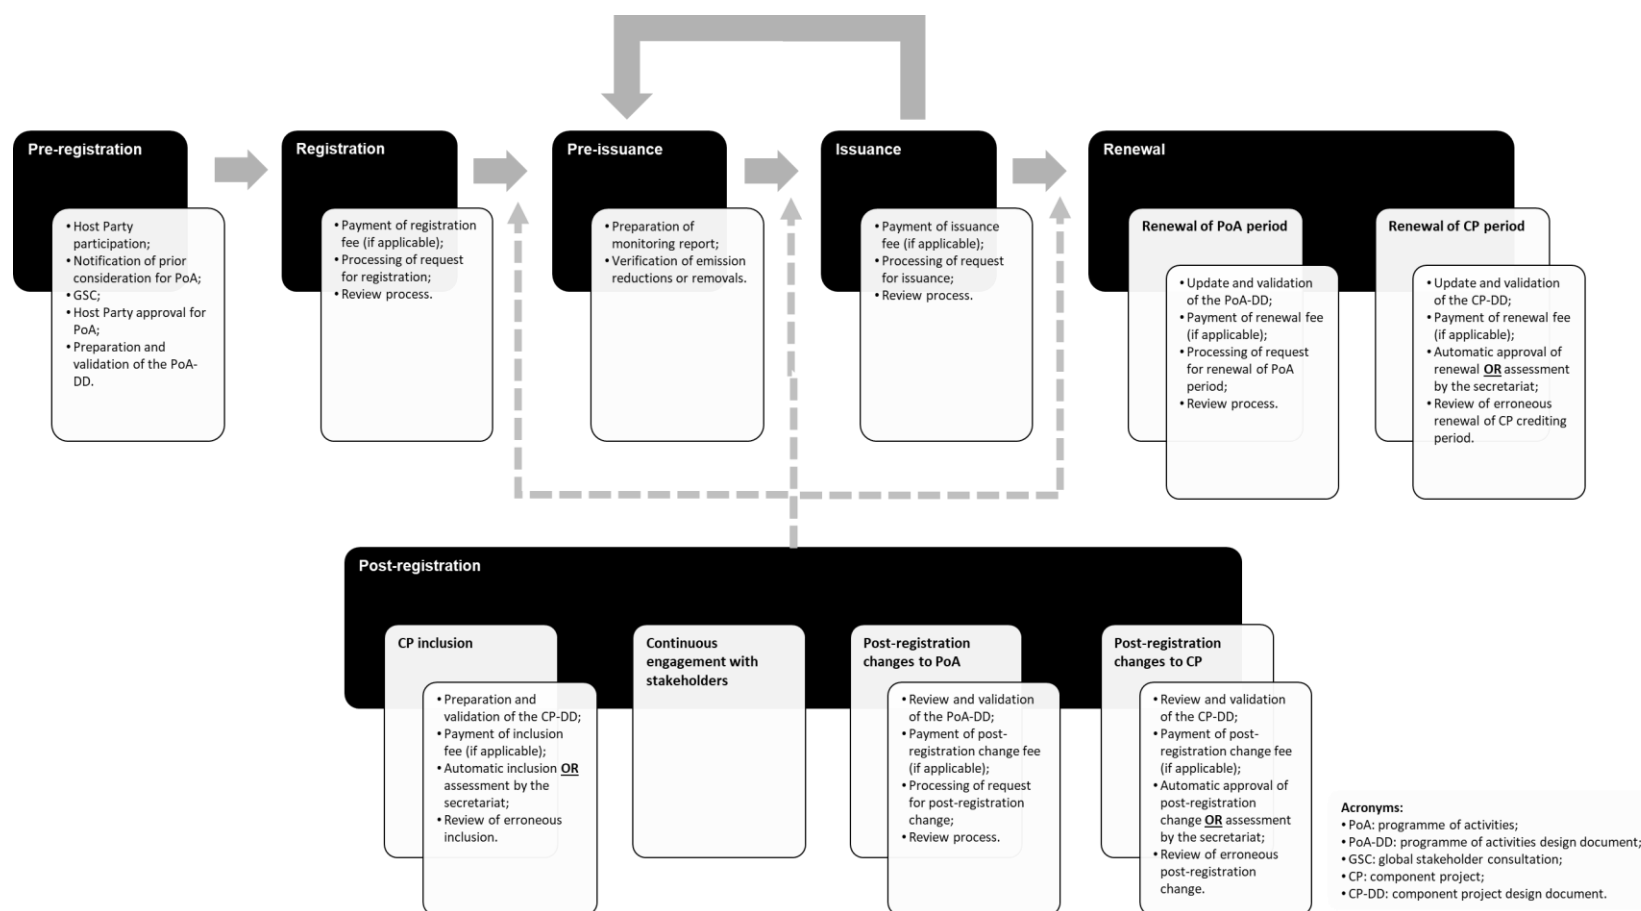 Pre-registration
• Host Party
participation;
• Notification of prior
consideration for PoA;
• GSC;
• Host Party approval for
PoA;
• Preparation and
validation of the PoA-
DD.
Registration
• Payment of registration
fee (if applicable);
• Processing of request
for registration;
• Review process.
Pre-issuance
• Preparation of
monitoring report;
• Verification of emission
reductions or removals.
Issuance
• Payment of issuance
fee (if applicable);
• Processing of request
for issuance;
• Review process.
Renewal
Renewal of PoA period
• Update and validation
of the PoA-DD;
• Payment of renewal fee
(if applicable);
• Processing of request
for renewal of PoA
period;
• Review process.
Renewal of CP period
• Update and validation
of the CP-DD;
• Payment of renewal fee
(if applicable);
• Automatic approval of
renewal OR assessment
by the secretariat;
• Review of erroneous
renewal of CP crediting
period.
Post-registration
CP inclusion
• Preparation and
validation of the CP-DD;
• Payment of inclusion
fee (if applicable);
• Automatic inclusion OR
assessment by the
secretariat;
• Review of erroneous
inclusion.
Continuous
engagement with
stakeholders
Post-registration
changes to PoA
• Review and validation
of the PoA-DD;
• Payment of post-
registration change fee
(if applicable);
• Processing of request
for post-registration
change;
• Review process.
Post-registration
changes to CP
• Review and validation
of the CP-DD;
• Payment of post-
registration change fee
(if applicable);
• Automatic approval of
post-registration
change OR assessment
by the secretariat;
• Review of erroneous
post-registration
change.
Acronyms:
• PoA: programme of activities;
• PoA-DD: programme of activities design document;
• GSC: global stakeholder consultation;
• CP: component project;
• CP-DD: component project design document.